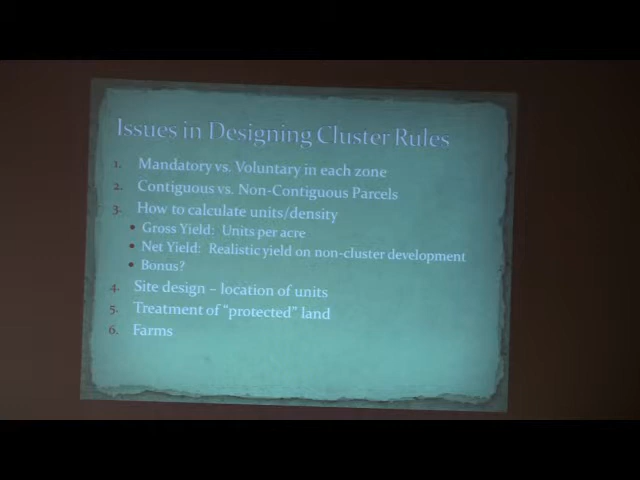 Issues in Designing Cluster Rules
1. Mandatory vs. Voluntary in each zone
2. Contiguous vs. Non-Contiguous Parcels
3. How to calculate units/density
• Gross Yield: Units per acre
• Net Yield: Realistic yield on non-cluster development
• Bonus?
4. Site design – location of units
5. Treatment of “protected” land
6. Farms